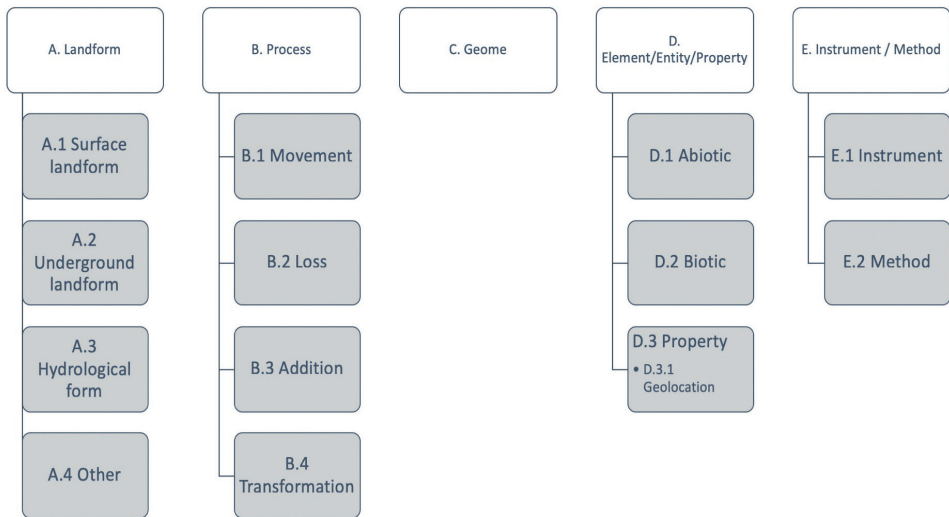 A. Landform
B. Process
C. Geome
D.
Element/Entity/Property
E. Instrument / Method
A.1 Surface
landform
B.1 Movement
D.1 Abiotic
E.1 Instrument
A.2
Underground
landform
B.2 Loss
D.2 Biotic
E.2 Method
A.3
Hydrological
form
B.3 Addition
D.3 Property
• D.3.1
Geolocation
A.4 Other
B.4
Transformation